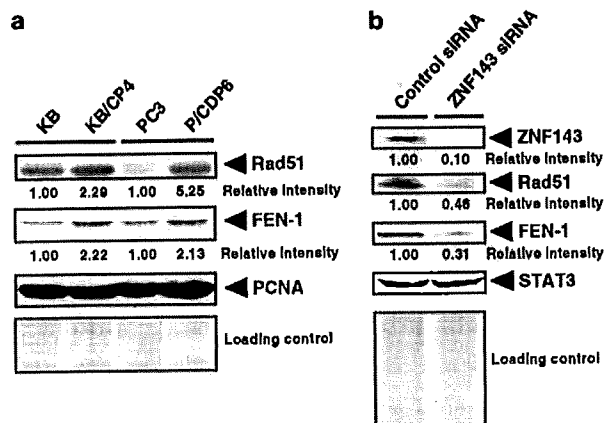 a
KB
KB/CP4
PC3
P/CDP6
Rad51
1.00 2.29 1.00 5.25 Relative Intensity
FEN-1
1.00 2.22 1.00 2.13 Relative Intensity
PCNA
Loading control
b
Control siRNA
ZNF143 siRNA
ZNF143
1.00 0.10 Relative Intensity
Rad51
1.00 0.46 Relative Intensity
FEN-1
1.00 0.31 Relative Intensity
STAT3
Loading control